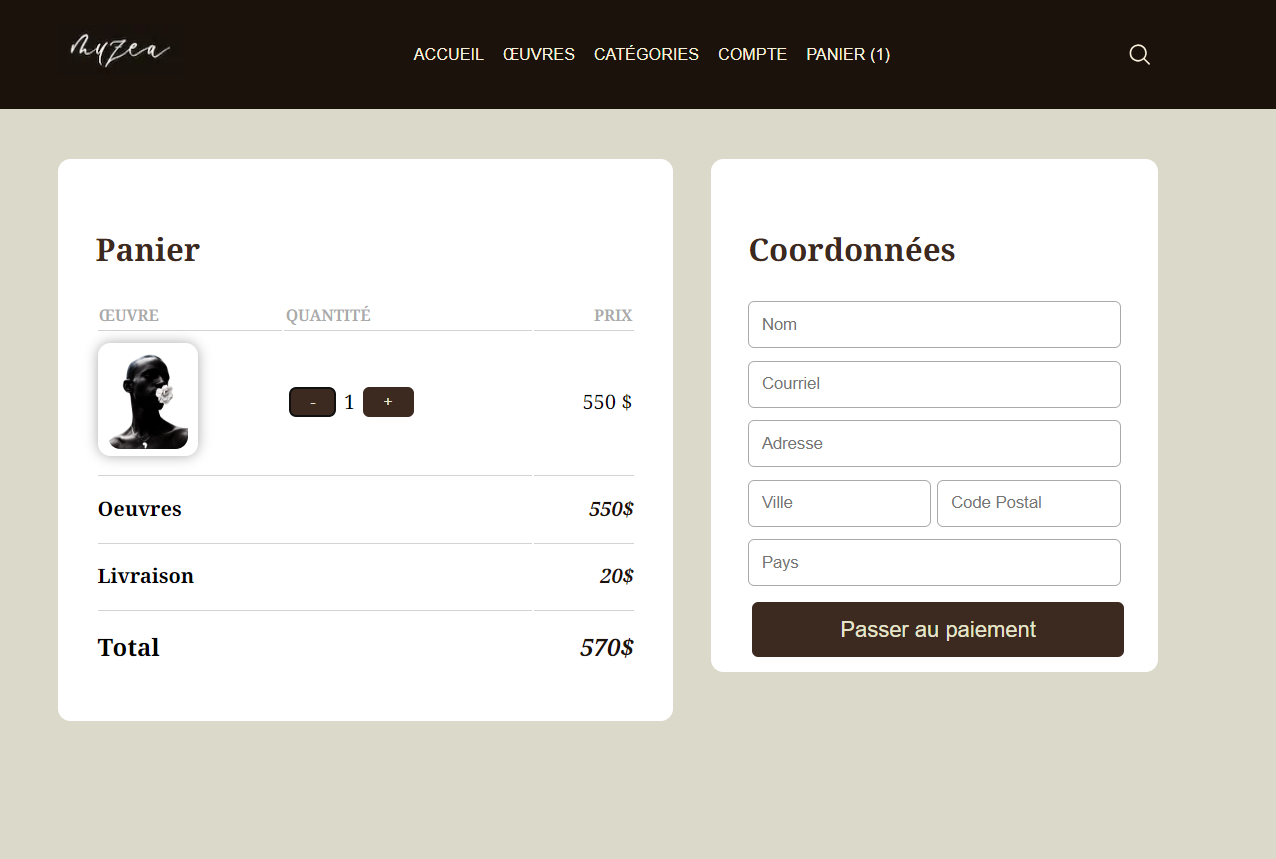 myzea
ACCUEIL ŒUVRES CATÉGORIES COMPTE PANIER (1)
Panier
ŒUVRE QUANTITÉ PRIX
- 1 + 550 $
Oeuvres 550$
Livraison 20$
Total 570$
Coordonnées
Nom
Courriel
Adresse
Ville Code Postal
Pays
Passer au paiement